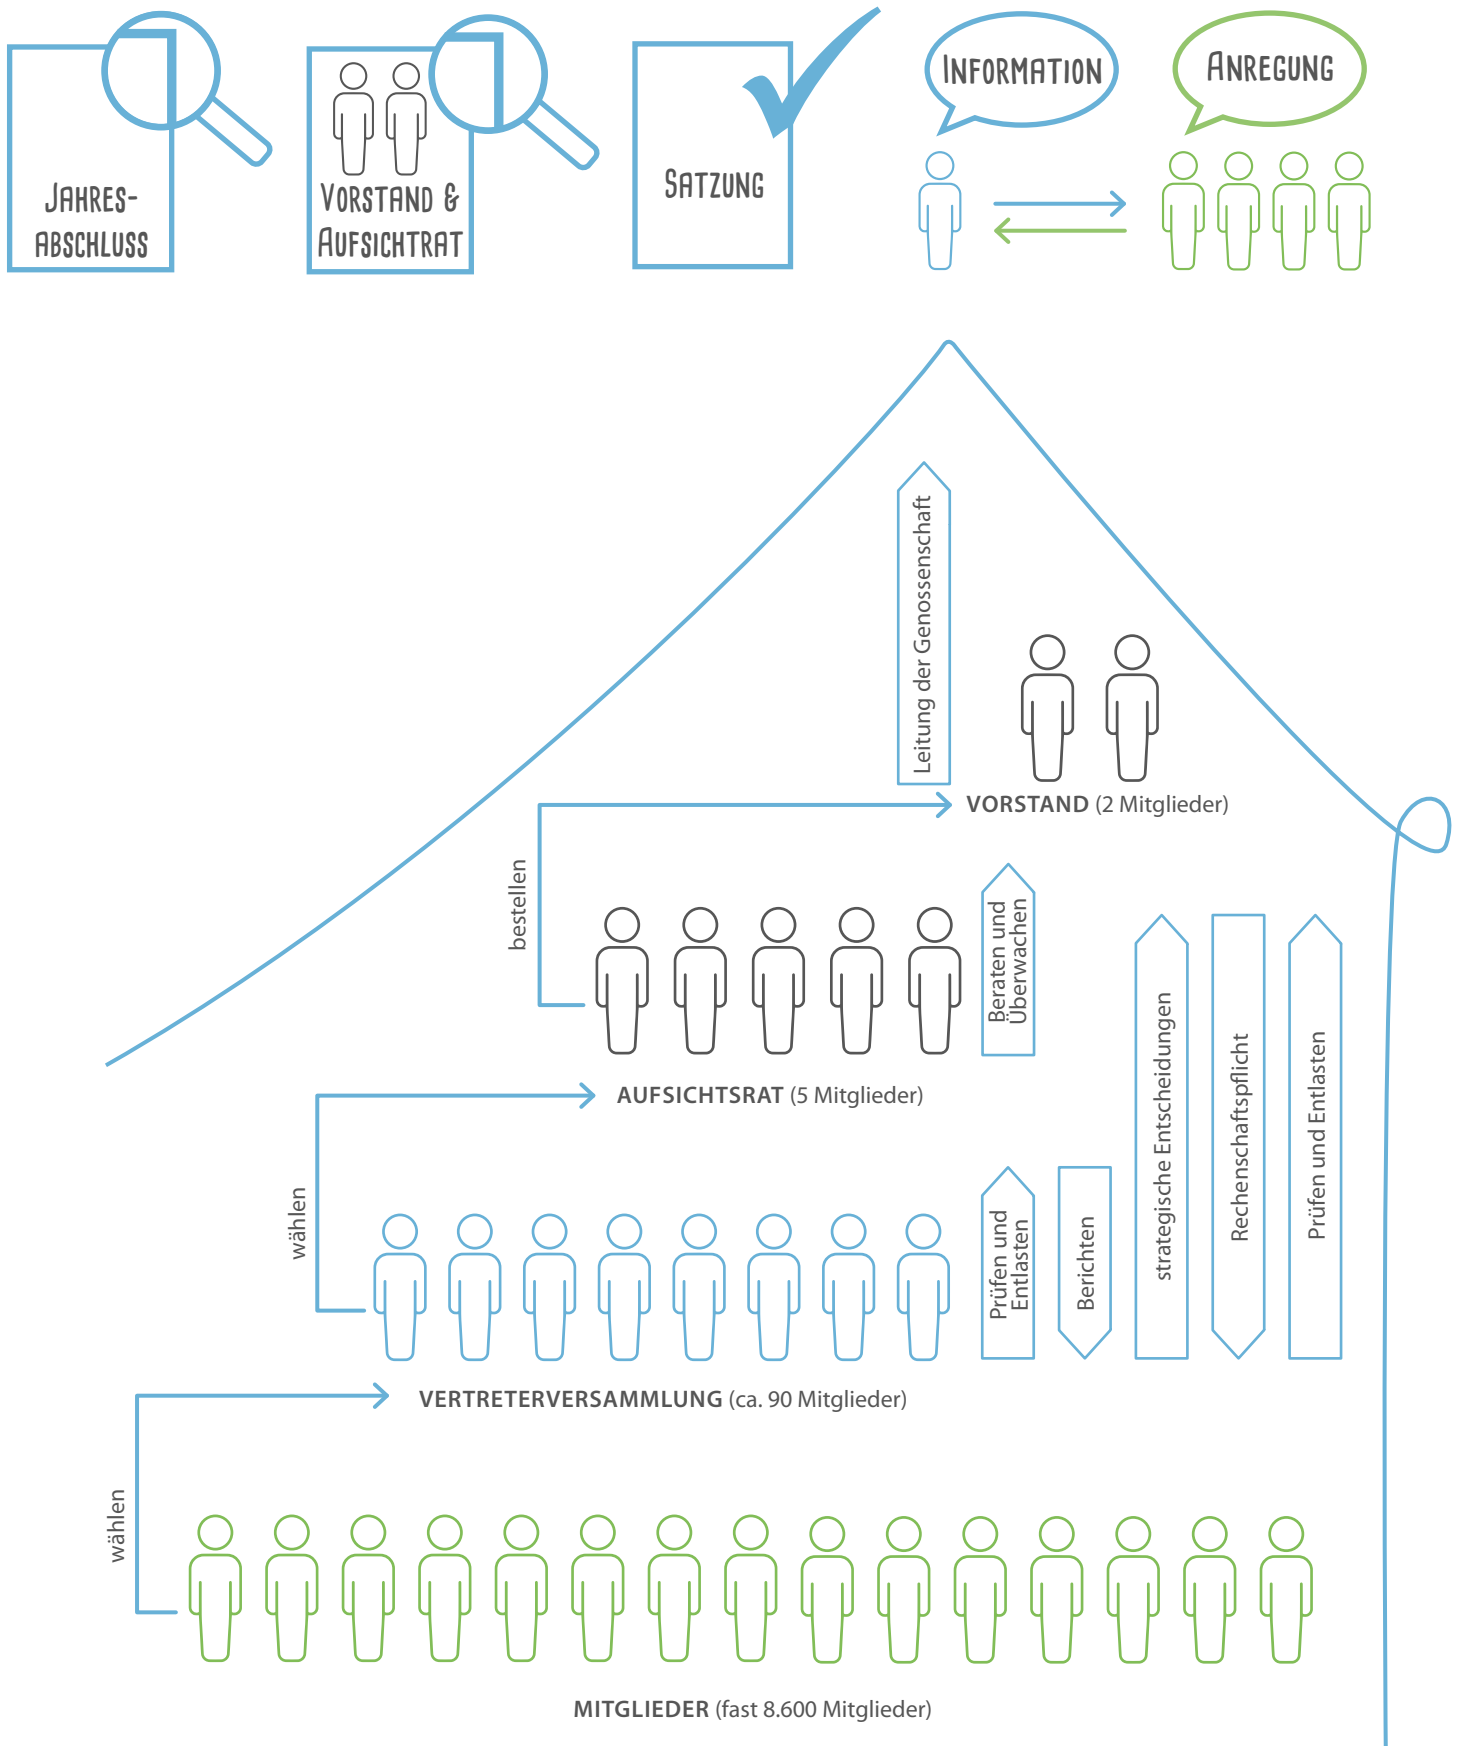 JAHRES-
ABSCHLUSS
VORSTAND &
AUFSICHTRAT
SATZUNG
INFORMATION
ANREGUNG
Leitung der Genossenschaft
VORSTAND (2 Mitglieder)
bestellen
Beraten und
Überwachen
AUFSICHTSRAT (5 Mitglieder)
wählen
Prüfen und
Entlasten
Berichten
strategische Entscheidungen
Rechenschaftspflicht
Prüfen und Entlasten
VERTRETERVERSAMMLUNG (ca. 90 Mitglieder)
wählen
MITGLIEDER (fast 8.600 Mitglieder)